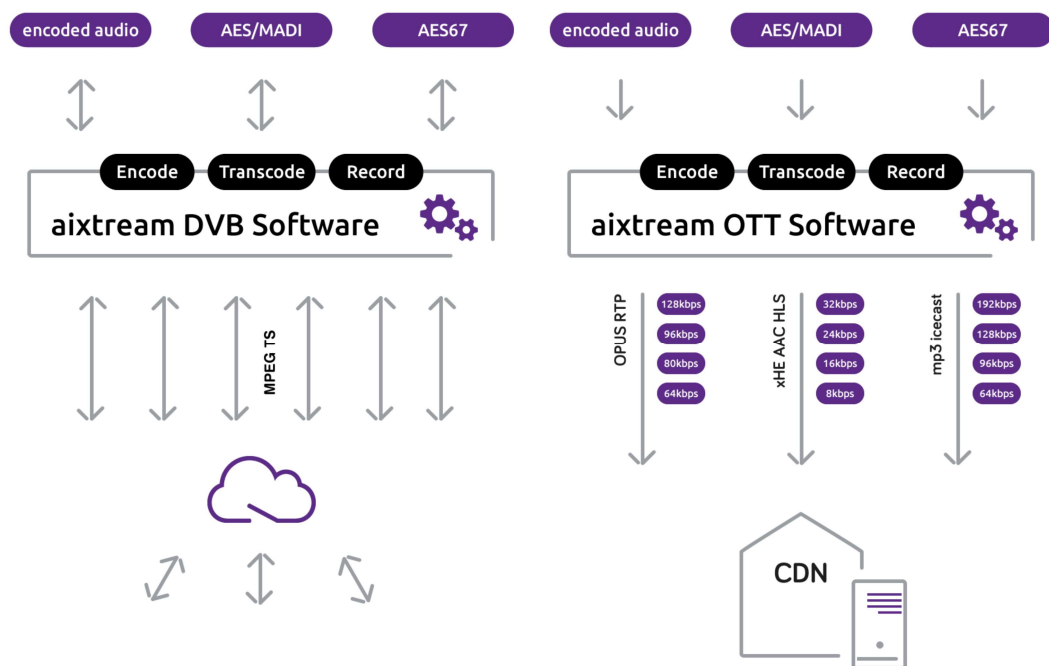 encoded audio
AES/MADI
AES67
Encode
Transcode
Record
aixtream DVB Software
MPEG TS
encoded audio
AES/MADI
AES67
Encode
Transcode
Record
aixtream OTT Software
OPUS RTP
128kbps
96kbps
80kbps
64kbps
xHE AAC HLS
32kbps
24kbps
16kbps
8kbps
mp3 icecast
192kbps
128kbps
96kbps
64kbps
CDN